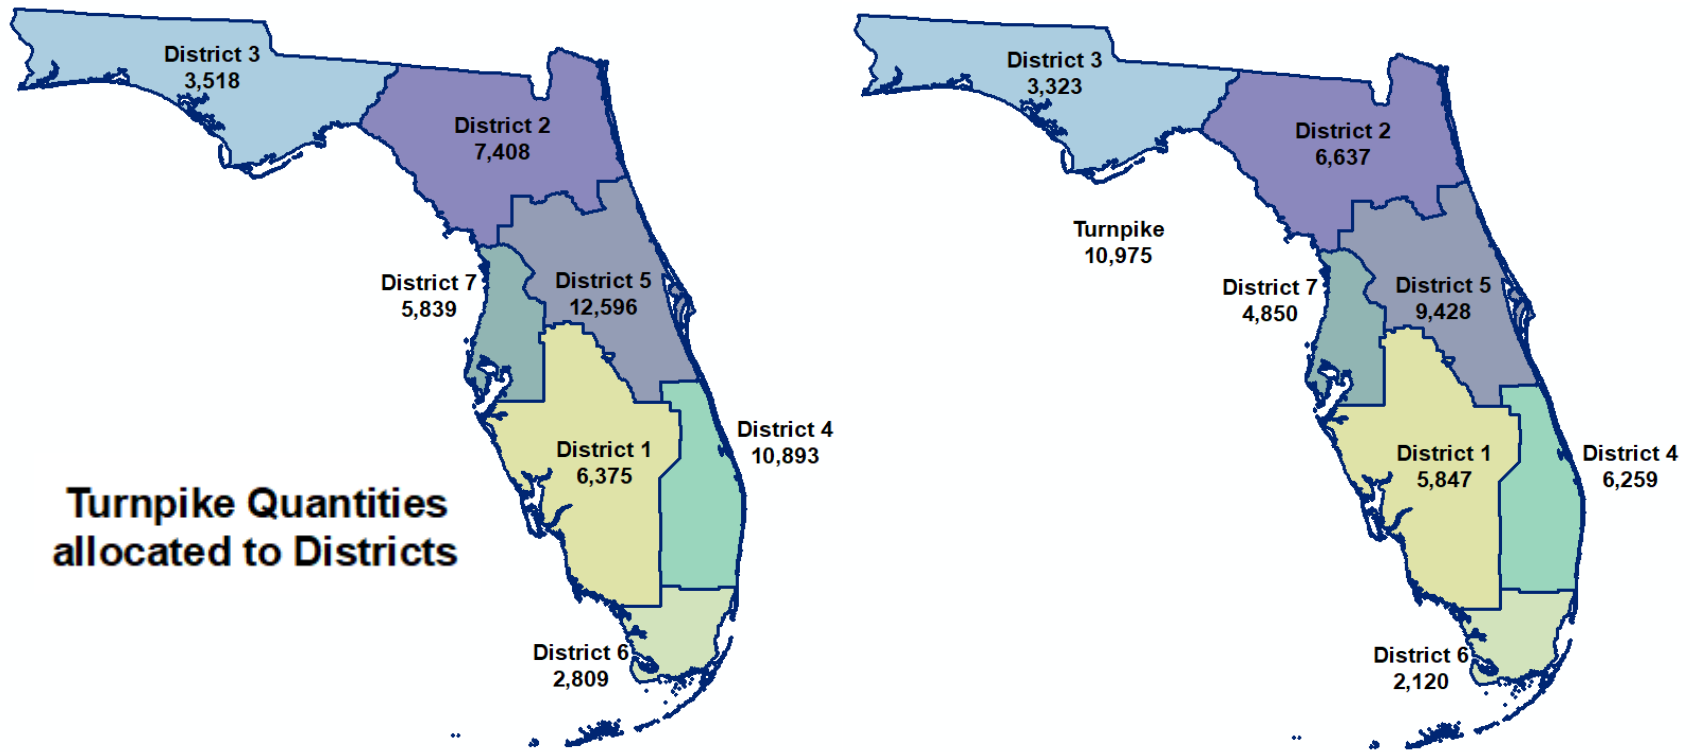 District 3
3,518
District 2
7,408
District 7
5,839
District 5
12,596
District 4
10,893
District 1
6,375
Turnpike Quantities
allocated to Districts
District 6
2,809
District 3
3,323
District 2
6,637
Turnpike
10,975
District 7
4,850
District 5
9,428
District 4
6,259
District 1
5,847
District 6
2,120